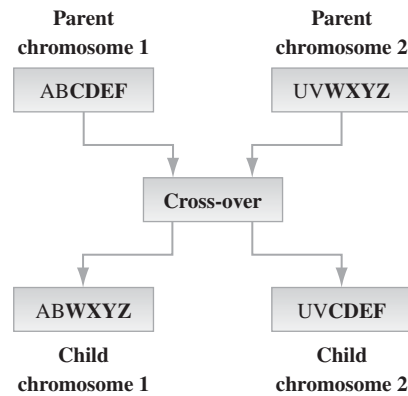 Parent
chromosome 1
Parent
chromosome 2
ABCDEF
UVWXYZ
Cross-over
ABWXYZ
UVCDEF
Child
chromosome 1
Child
chromosome 2